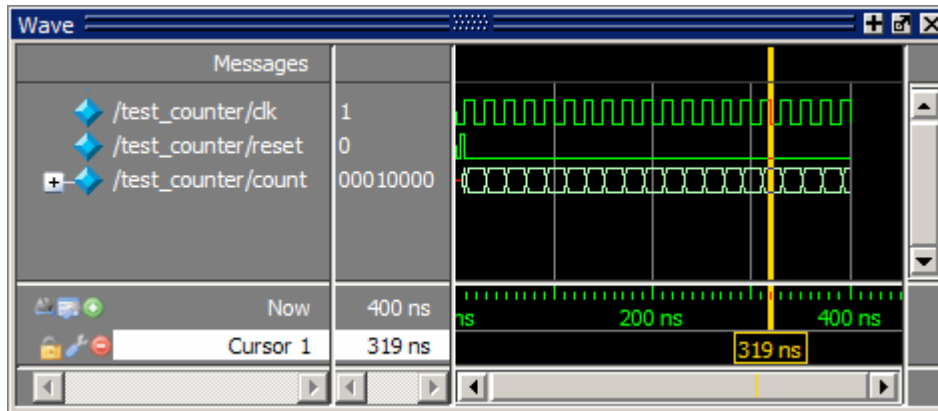 Wave
Messages
/test_counter/clk 1
/test_counter/reset 0
/test_counter/count 00010000
Now 400 ns
ns 200 ns 400 ns
Cursor 1 319 ns
319 ns